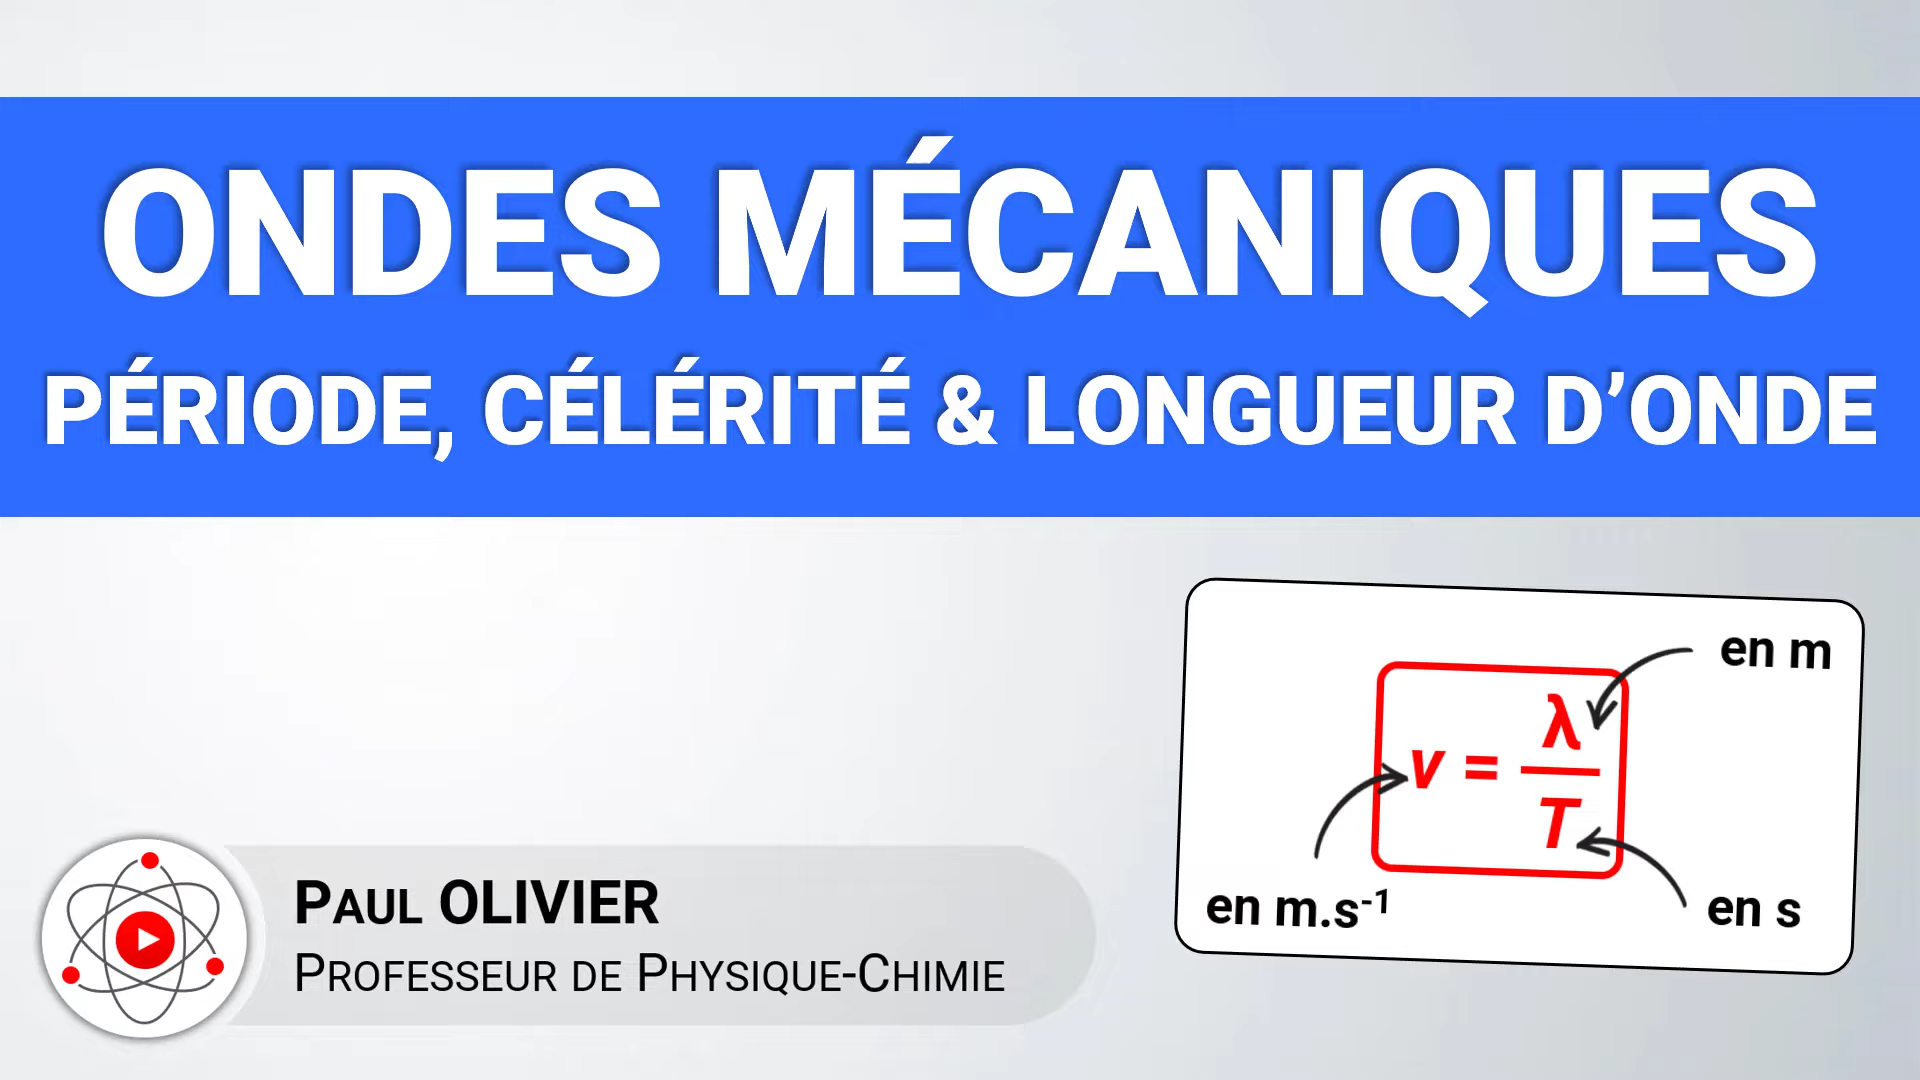 ONDES MÉCANIQUES
PÉRIODE, CÉLÉRITÉ & LONGUEUR D’ONDE
en m
v = λ / T
en m.s⁻¹
en s
PAUL OLIVIER
PROFESSEUR DE PHYSIQUE-CHIMIE